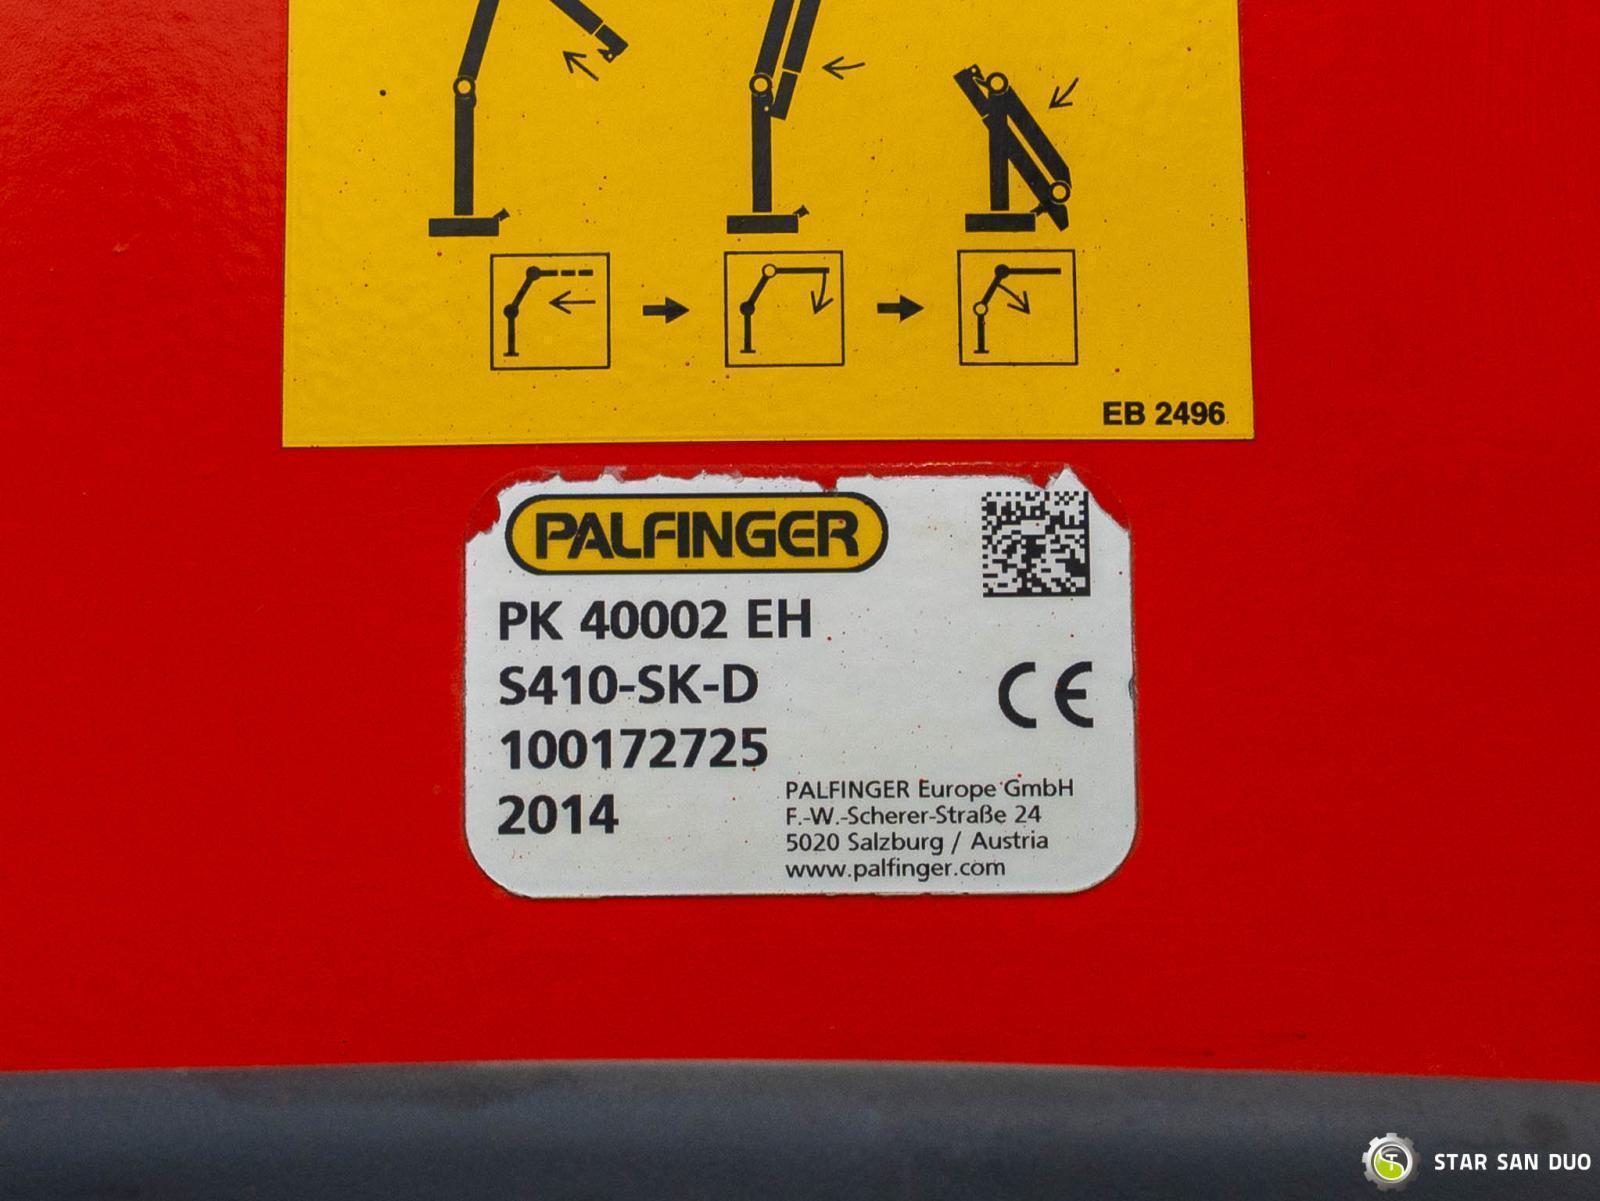 EB 2496
PALFINGER
PK 40002 EH
S410-SK-D
100172725
2014
CE
PALFINGER Europe GmbH
F.-W.-Scherer-Straße 24
5020 Salzburg / Austria
www.palfinger.com
STAR SAN DUO